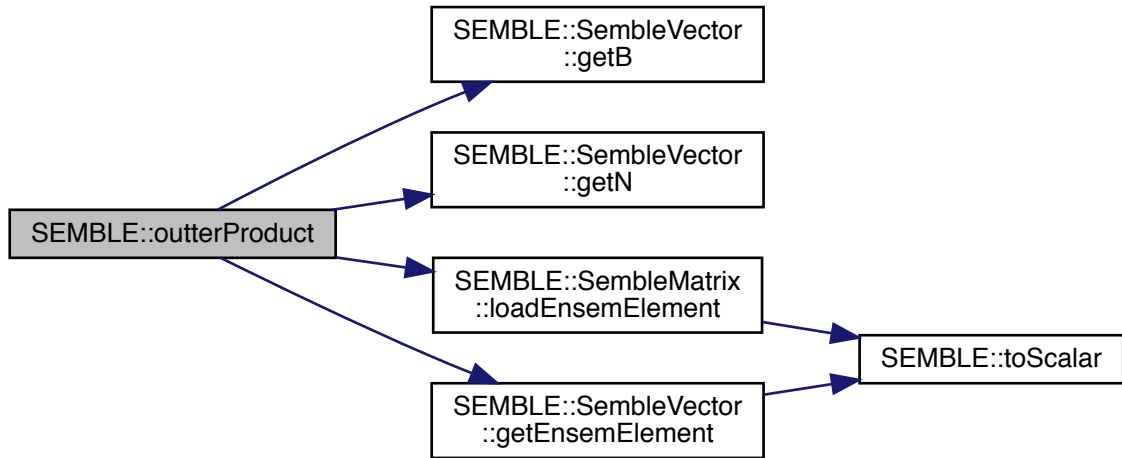 SEMBLE::SembleVector
::getB
SEMBLE::SembleVector
::getN
SEMBLE::outterProduct
SEMBLE::SembleMatrix
::loadEnsemElement
SEMBLE::toScalar
SEMBLE::SembleVector
::getEnsemElement